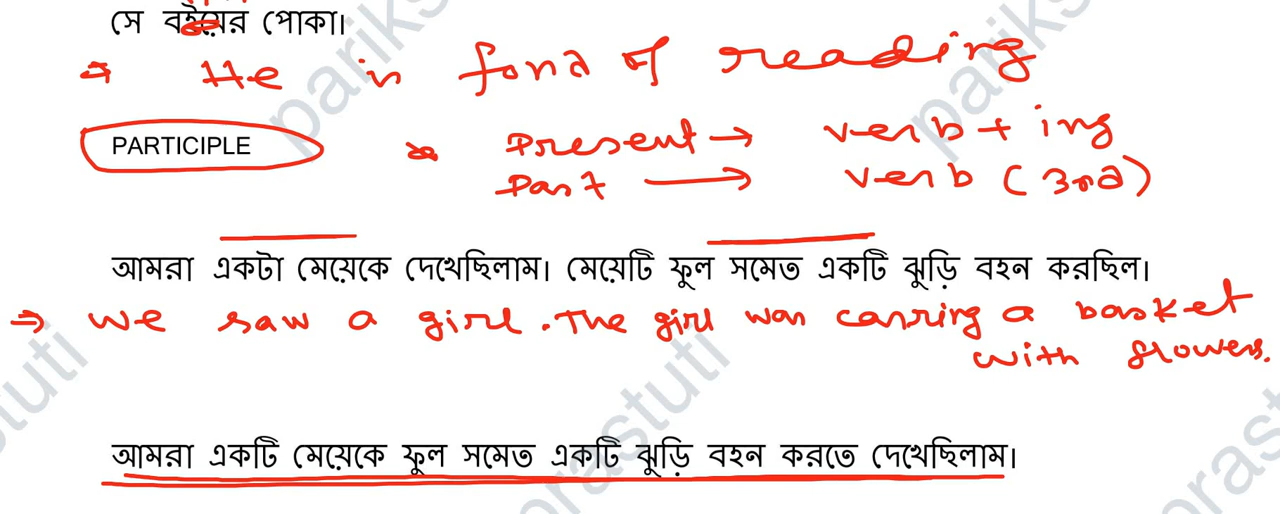 সে বইয়ের পোকা।
→ He is fond of reading
PARTICIPLE
Present → verb + ing
Past → verb (3rd)
আমরা একটা মেয়েকে দেখেছিলাম। মেয়েটি ফুল সমেত একটি ঝুড়ি বহন করছিল।
→ we saw a girl. The girl was carring a basket
with flowers.
আমরা একটি মেয়েকে ফুল সমেত একটি ঝুড়ি বহন করতে দেখেছিলাম।